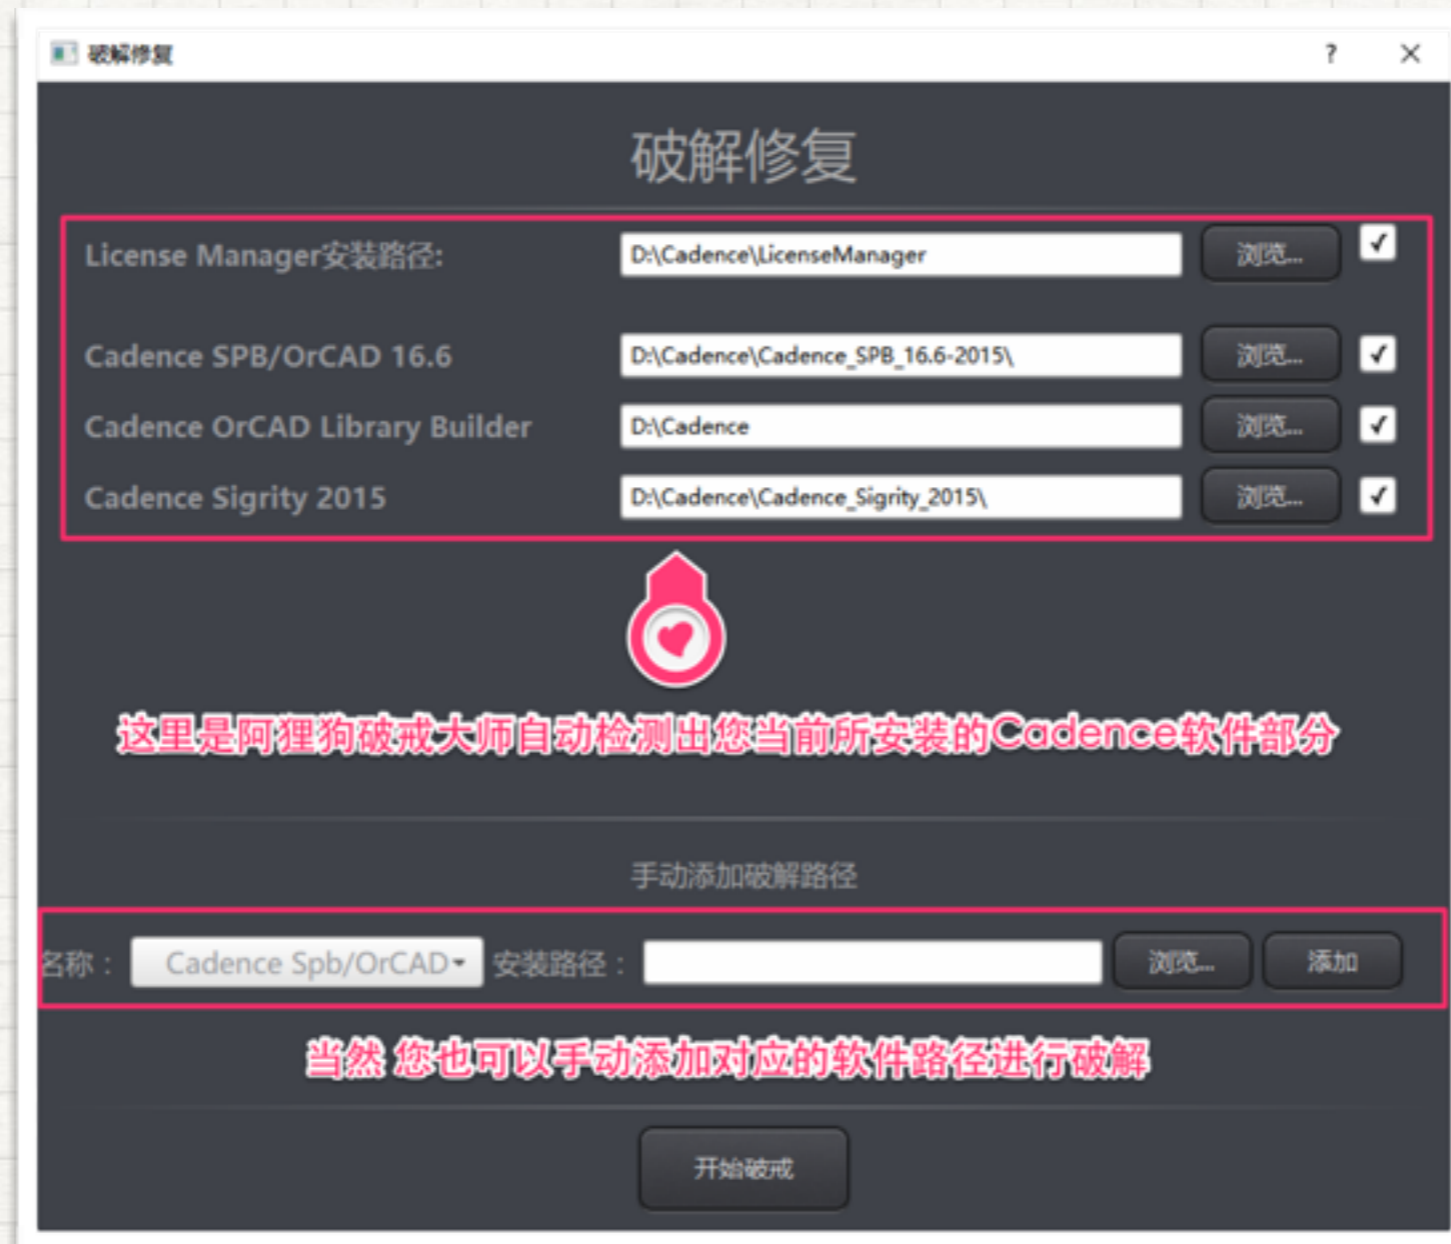 破解修复
?
破解修复
License Manager安装路径: D:\Cadence\LicenseManager 浏览...
Cadence SPB/OrCAD 16.6 D:\Cadence\Cadence_SPB_16.6-2015\ 浏览...
Cadence OrCAD Library Builder D:\Cadence 浏览...
Cadence Sigrity 2015 D:\Cadence\Cadence_Sigrity_2015\ 浏览...
这里是阿狸狗破戒大师自动检测出您当前所安装的Cadence软件部分
手动添加破解路径
名称： Cadence Spb/OrCAD 安装路径： 浏览... 添加
当然 您也可以手动添加对应的软件路径进行破解
开始破戒